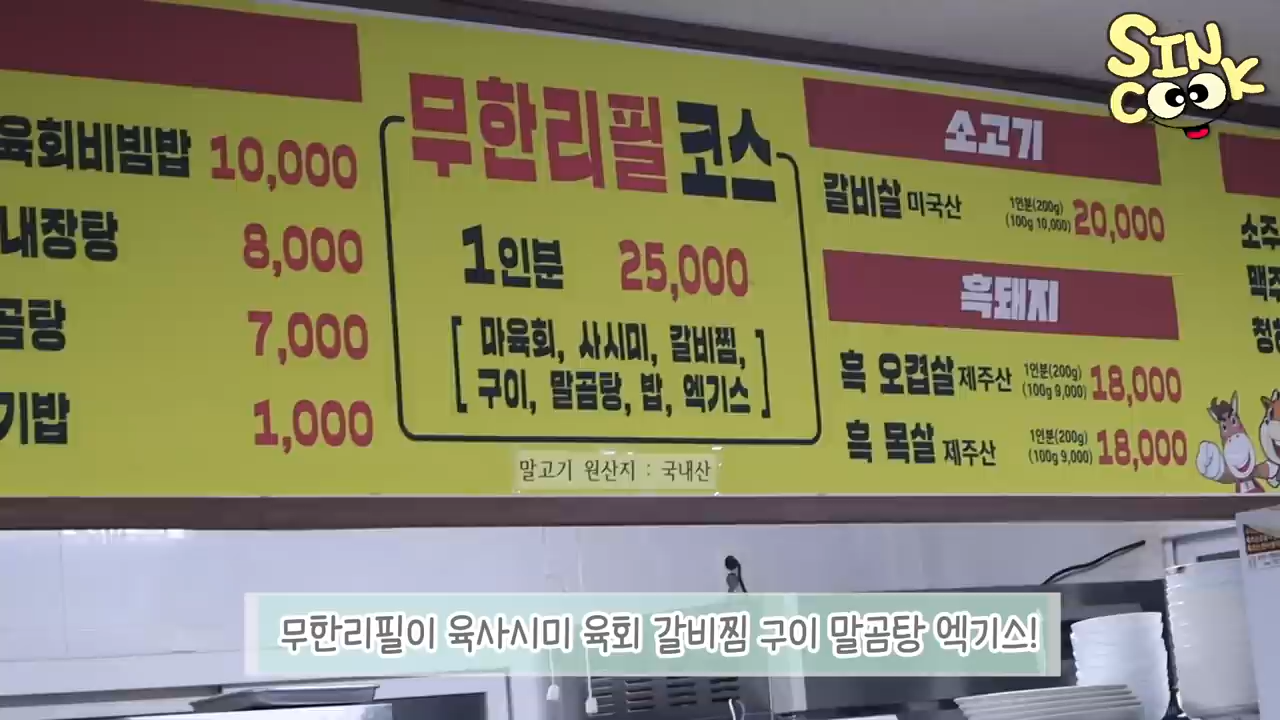 SIN COOK
육회비빔밥 10,000
내장탕 8,000
곰탕 7,000
기밥 1,000
무한리필 코스
1인분 25,000
[ 마육회, 사시미, 갈비찜,
구이, 말곰탕, 밥, 엑기스 ]
말고기 원산지 : 국내산
소고기
갈비살 미국산 1인분(200g) (100g 10,000) 20,000
흑돼지
흑 오겹살 제주산 1인분(200g) (100g 9,000) 18,000
흑 목살 제주산 1인분(200g) (100g 9,000) 18,000
소주
맥주
무한리필이 육사시미 육회 갈비찜 구이 말곰탕 엑기스!